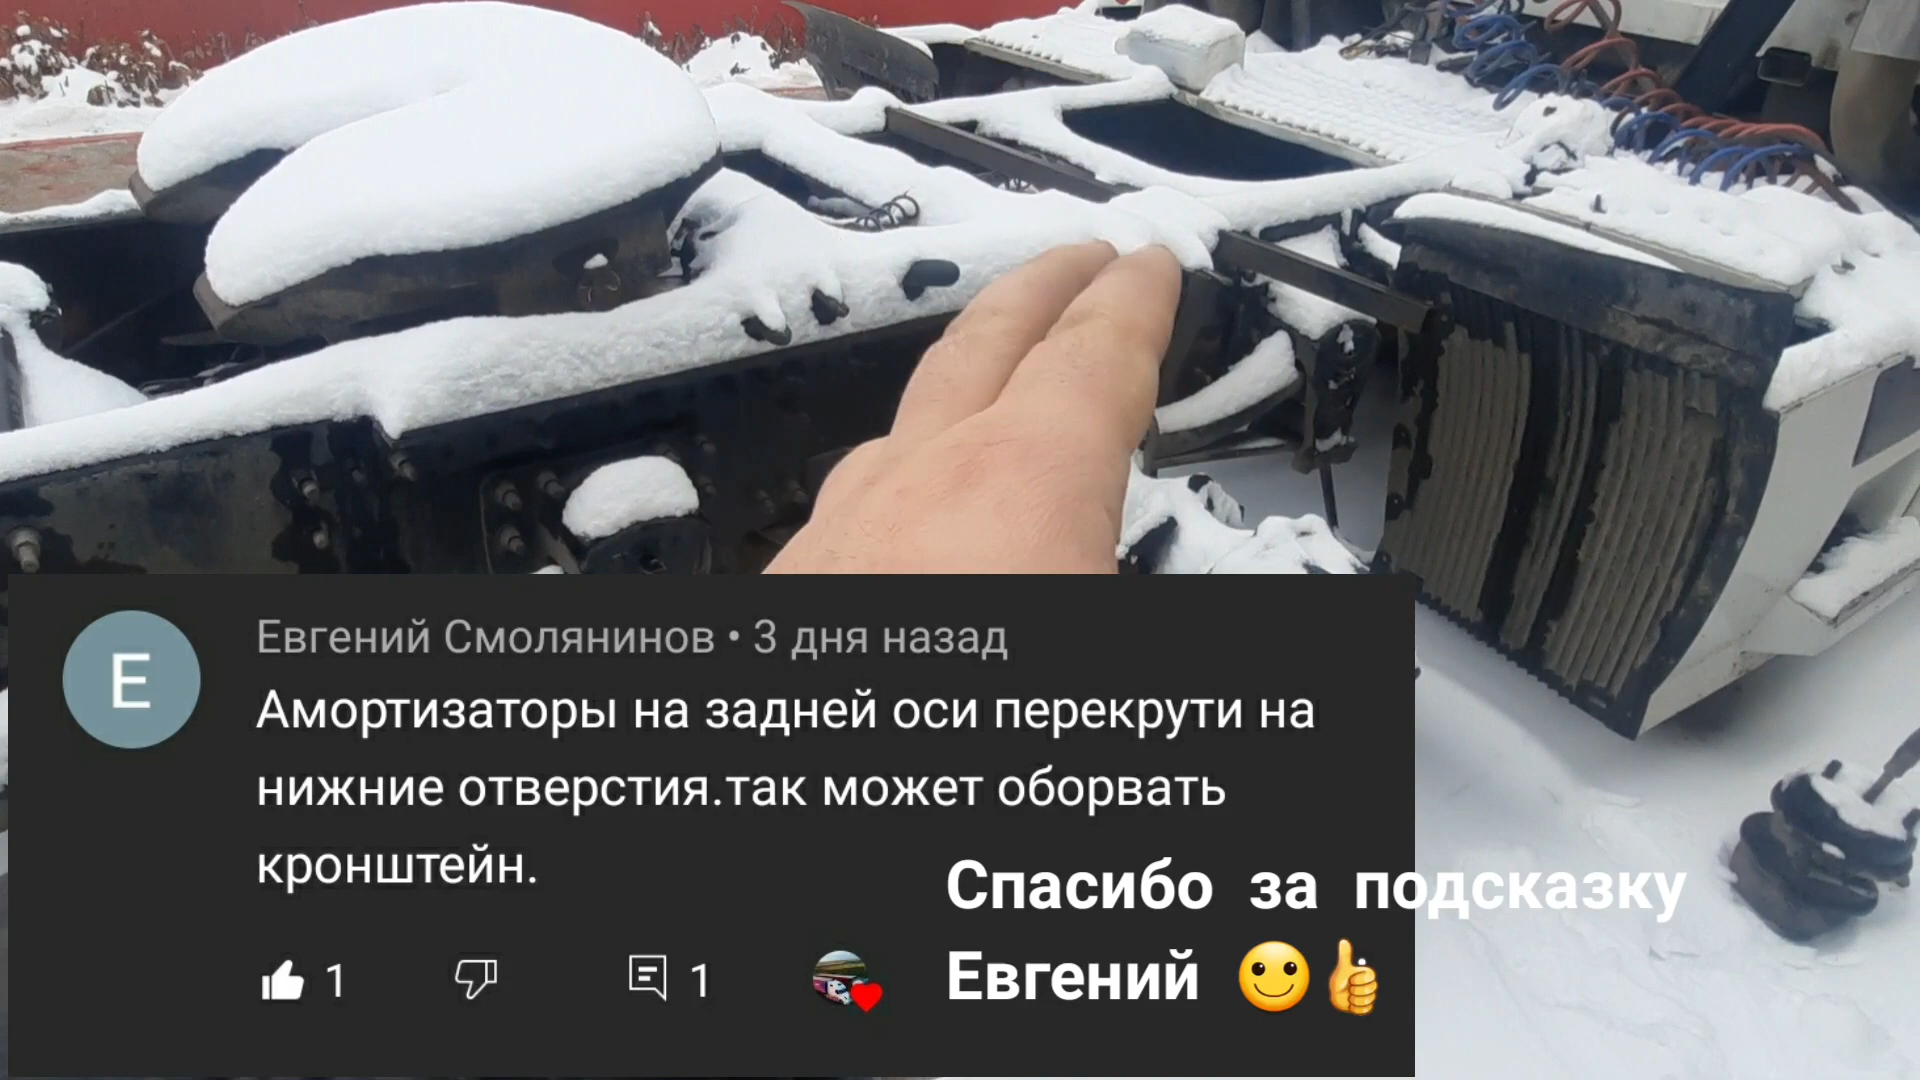 Е
Евгений Смолянинов • 3 дня назад
Амортизаторы на задней оси перекрути на
нижние отверстия.так может оборвать
кронштейн.
Спасибо за подсказку
1
1
Евгений 🙂👍